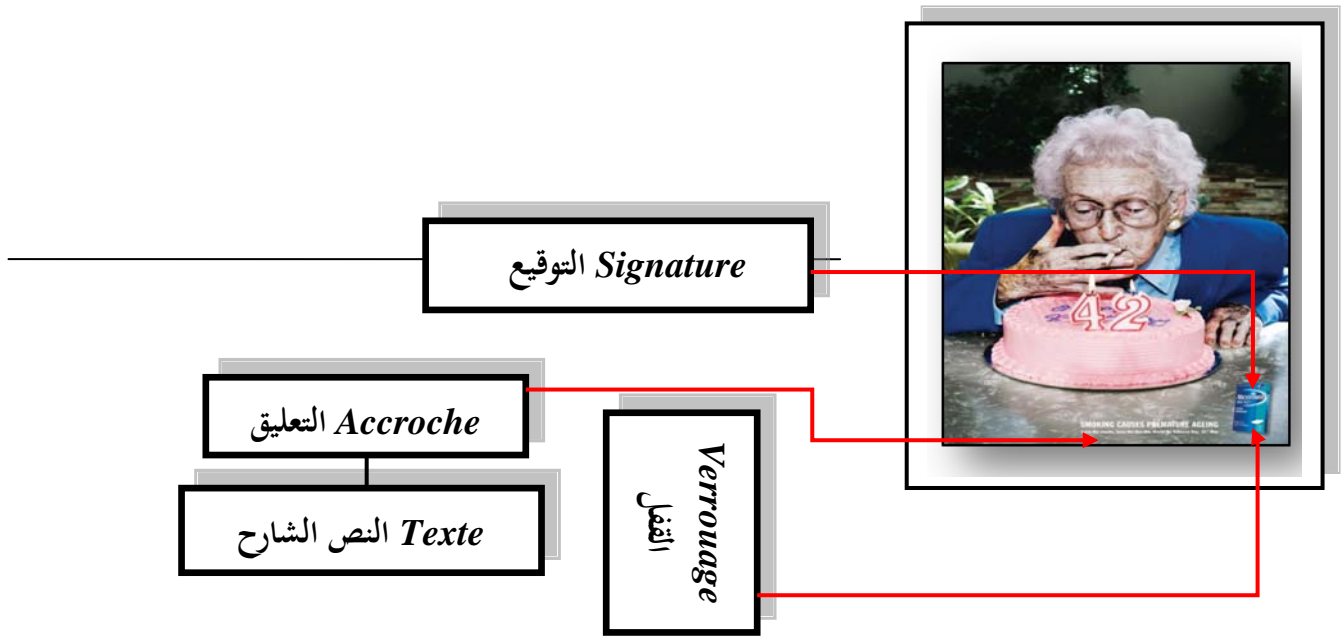 Signature التوقيع
Accroche التعليق
Texte النص الشارح
Verrouage
القفل
42
SMOKING CAUSES PREMATURE AGEING